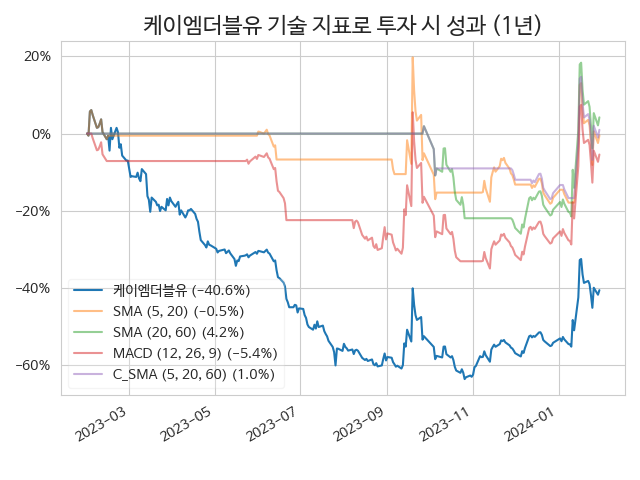 케이엠더블유 기술 지표로 투자 시 성과 (1년)
20%
0%
−20%
−40%
−60%
케이엠더블유 (−40.6%)
SMA (5, 20) (−0.5%)
SMA (20, 60) (4.2%)
MACD (12, 26, 9) (−5.4%)
C_SMA (5, 20, 60) (1.0%)
2023−03
2023−05
2023−07
2023−09
2023−11
2024−01